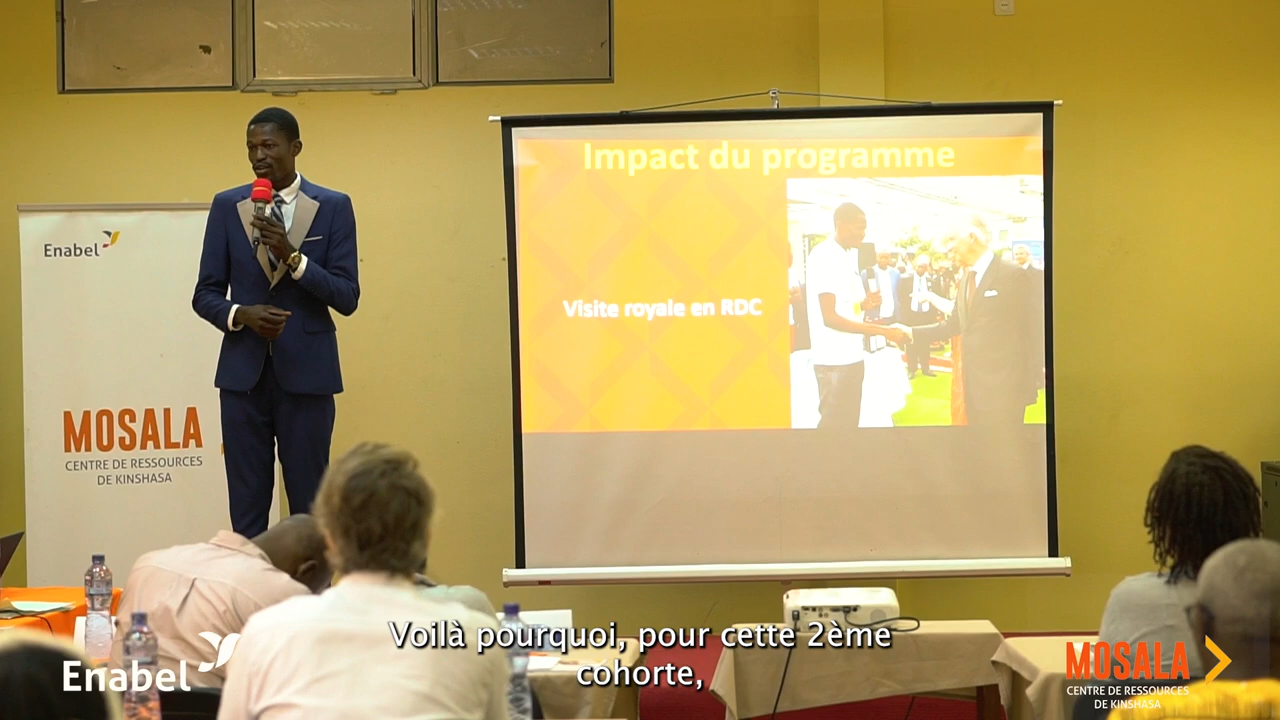 Enabel
MOSALA
CENTRE DE RESSOURCES
DE KINSHASA
Impact du programme
Visite royale en RDC
Voilà pourquoi, pour cette 2ème
cohorte,
Enabel
MOSALA
CENTRE DE RESSOURCES
DE KINSHASA